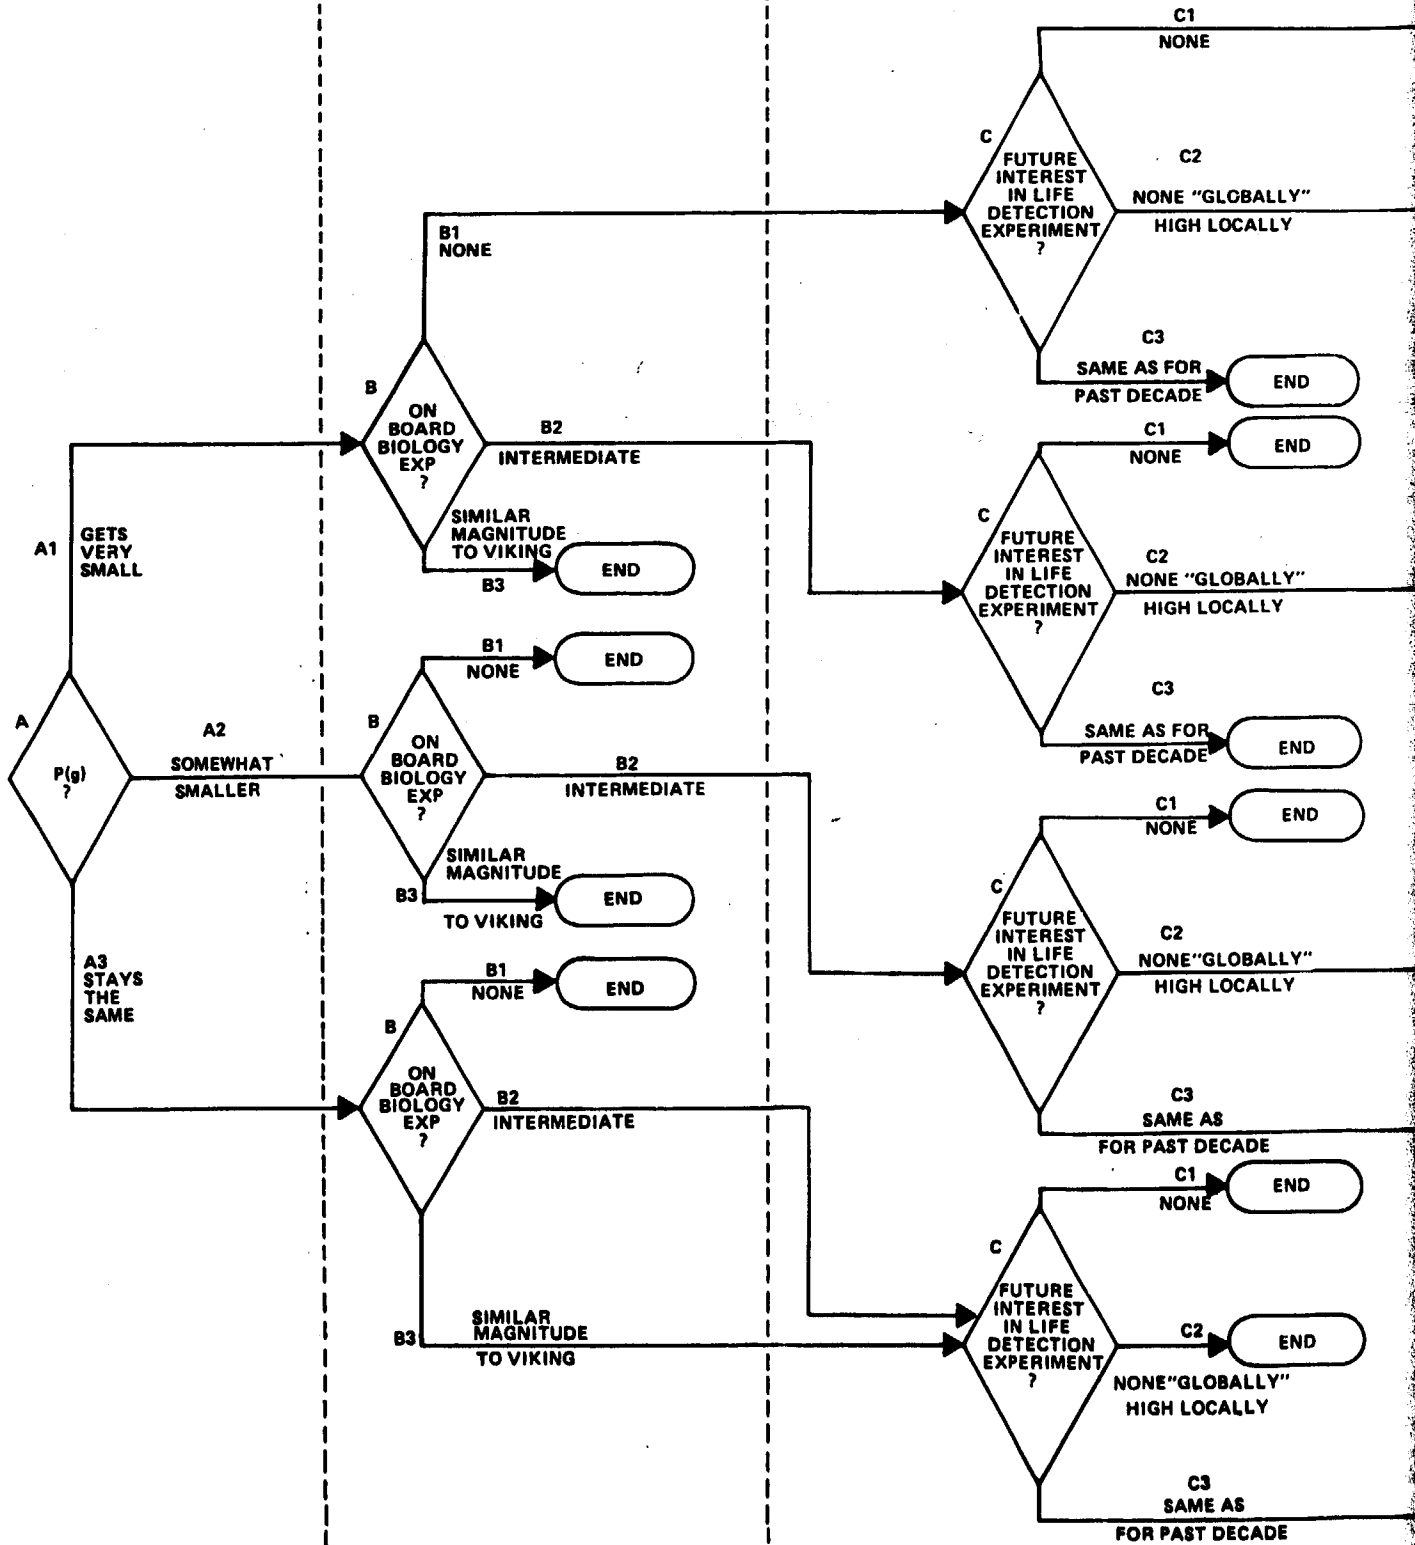 A
P(g)
?
A1
GETS
VERY
SMALL
A2
SOMEWHAT
SMALLER
A3
STAYS
THE
SAME
B
ON
BOARD
BIOLOGY
EXP
?
B1
NONE
B2
INTERMEDIATE
SIMILAR
MAGNITUDE
TO VIKING
B3
END
B
ON
BOARD
BIOLOGY
EXP
?
B1
NONE
END
B2
INTERMEDIATE
SIMILAR
MAGNITUDE
B3
TO VIKING
END
B
ON
BOARD
BIOLOGY
EXP
?
B1
NONE
END
B2
INTERMEDIATE
B3
SIMILAR
MAGNITUDE
TO VIKING
C
FUTURE
INTEREST
IN LIFE
DETECTION
EXPERIMENT
?
C1
NONE
C2
NONE "GLOBALLY"
HIGH LOCALLY
C3
SAME AS FOR
PAST DECADE
END
C
FUTURE
INTEREST
IN LIFE
DETECTION
EXPERIMENT
?
C1
NONE
END
C2
NONE "GLOBALLY"
HIGH LOCALLY
C3
SAME AS FOR
PAST DECADE
END
C
FUTURE
INTEREST
IN LIFE
DETECTION
EXPERIMENT
?
C1
NONE
END
C2
NONE"GLOBALLY"
HIGH LOCALLY
C3
SAME AS
FOR PAST DECADE
C
FUTURE
INTEREST
IN LIFE
DETECTION
EXPERIMENT
?
C1
NONE
END
C2
END
NONE"GLOBALLY"
HIGH LOCALLY
C3
SAME AS
FOR PAST DECADE